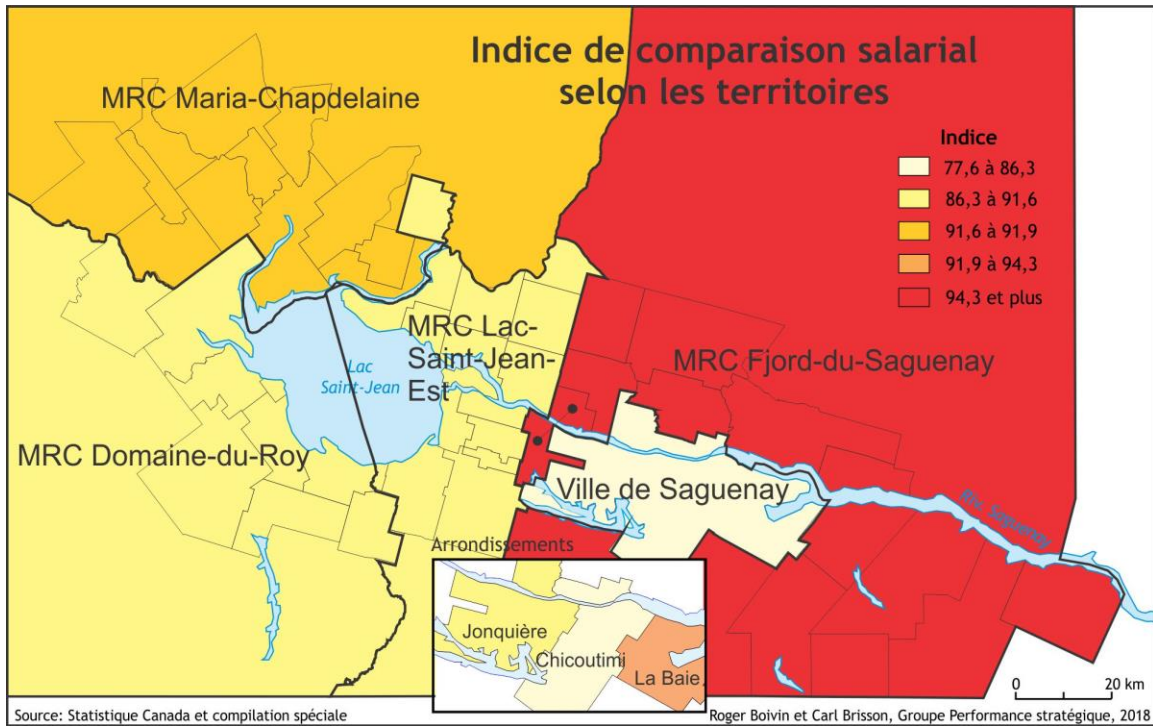 Indice de comparaison salarial
selon les territoires
MRC Maria-Chapdelaine
Indice
77,6 à 86,3
86,3 à 91,6
91,6 à 91,9
91,9 à 94,3
94,3 et plus
MRC Lac-
Saint-Jean-
Est
MRC Fjord-du-Saguenay
Lac
Saint-Jean
MRC Domaine-du-Roy
Ville de Saguenay
Riv. Saguenay
Arrondissements
Jonquière
Chicoutimi
La Baie
0 20 km
Source: Statistique Canada et compilation spéciale
Roger Boivin et Carl Brisson, Groupe Performance stratégique, 2018